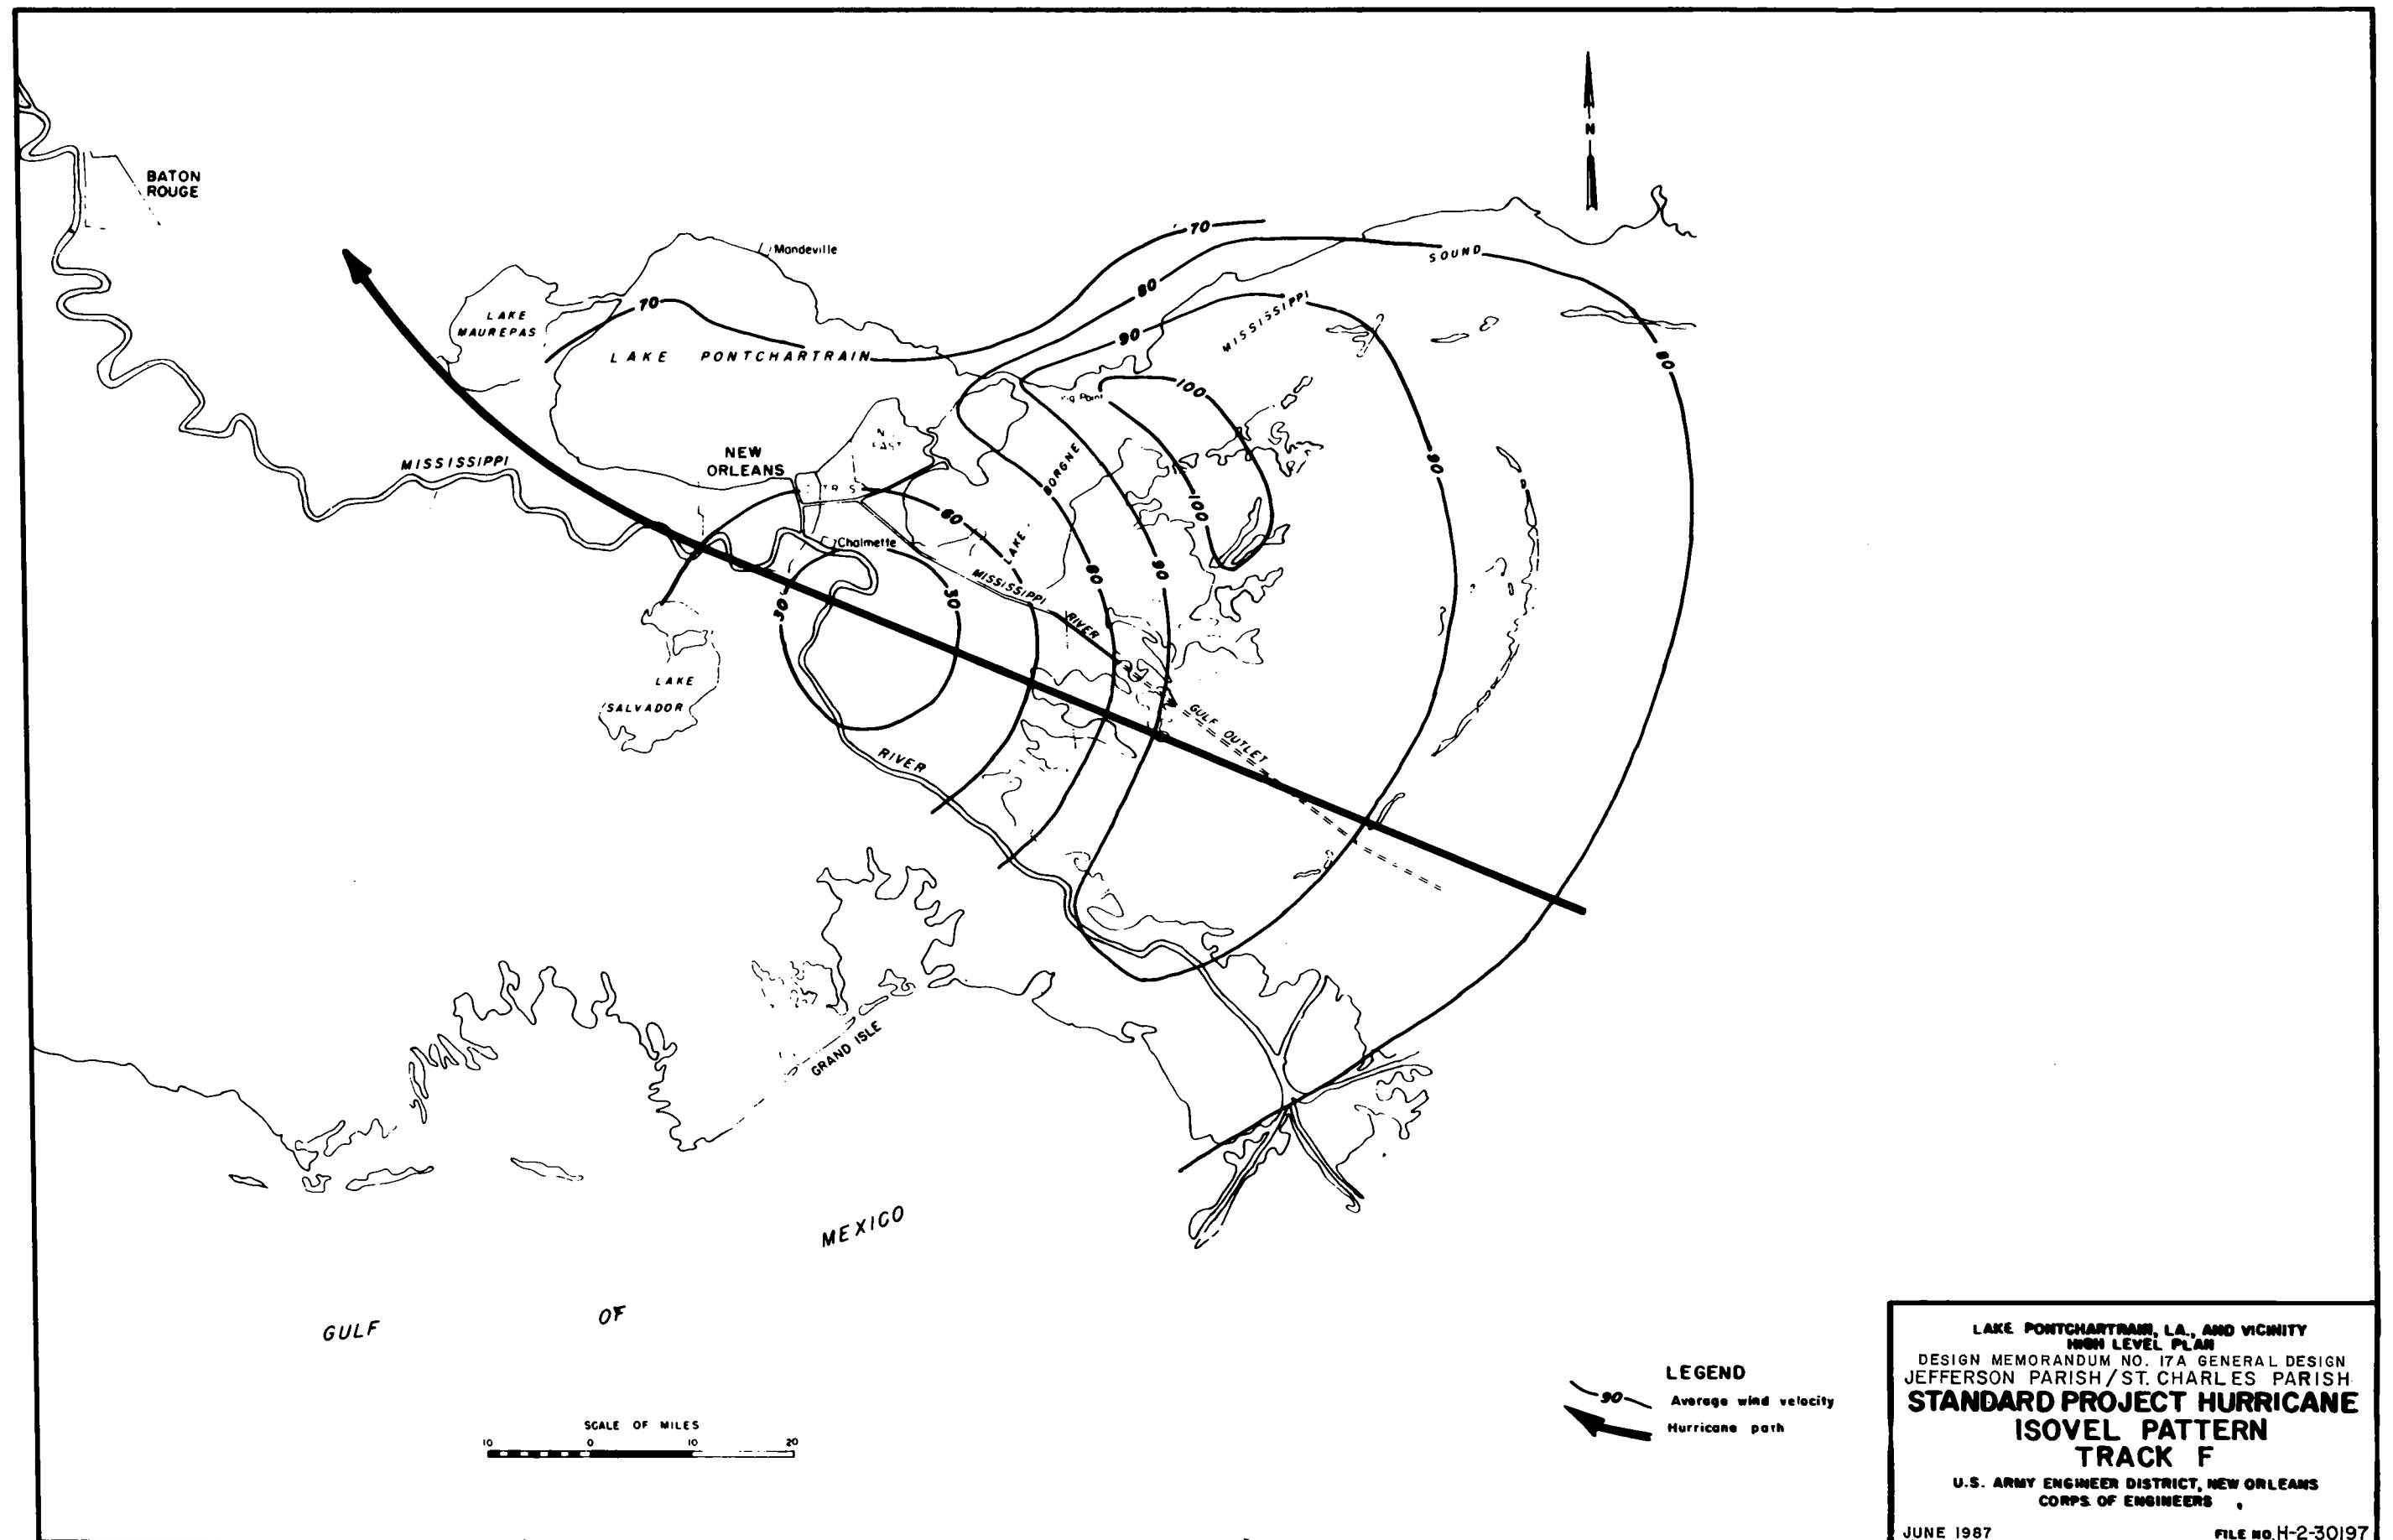 N
BATON
ROUGE
Mandeville
70
SOUND
80
LAKE
MAUREPAS
70
MISSISSIPPI
90
LAKE PONTCHARTRAIN
80
100
NEW
ORLEANS
MISSISSIPPI
BORGNE
90
100
60
Chalmette
LAKE
MISSISSIPPI
80
90
30
30
RIVER
LAKE
SALVADOR
GULF OUTLET
RIVER
GRAND ISLE
MEXICO
OF
GULF
LEGEND
90 Average wind velocity
Hurricane path
SCALE OF MILES
10 0 10 20
LAKE PONTCHARTRAIN, LA., AND VICINITY
HIGH LEVEL PLAN
DESIGN MEMORANDUM NO. 17A GENERAL DESIGN
JEFFERSON PARISH/ST. CHARLES PARISH
STANDARD PROJECT HURRICANE
ISOVEL PATTERN
TRACK F
U.S. ARMY ENGINEER DISTRICT, NEW ORLEANS
CORPS OF ENGINEERS
JUNE 1987 FILE NO. H-2-30197